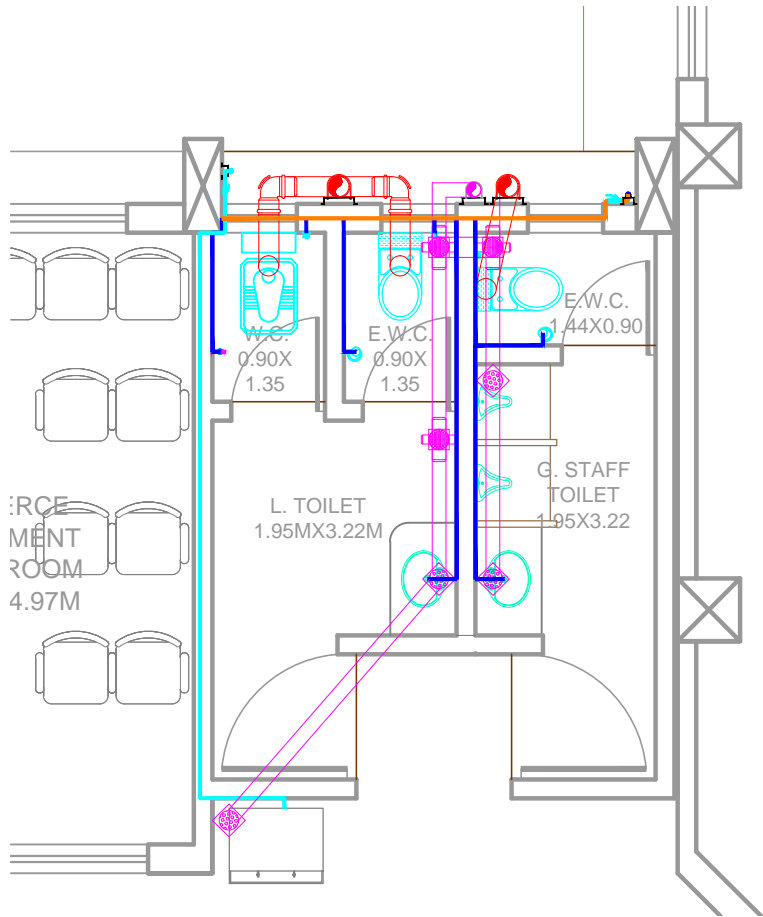 W.C.
0.90X
1.35
E.W.C.
0.90X
1.35
E.W.C.
1.44X0.90
L. TOILET
1.95MX3.22M
G. STAFF
TOILET
1.95X3.22
ERCE
MENT
ROOM
4.97M